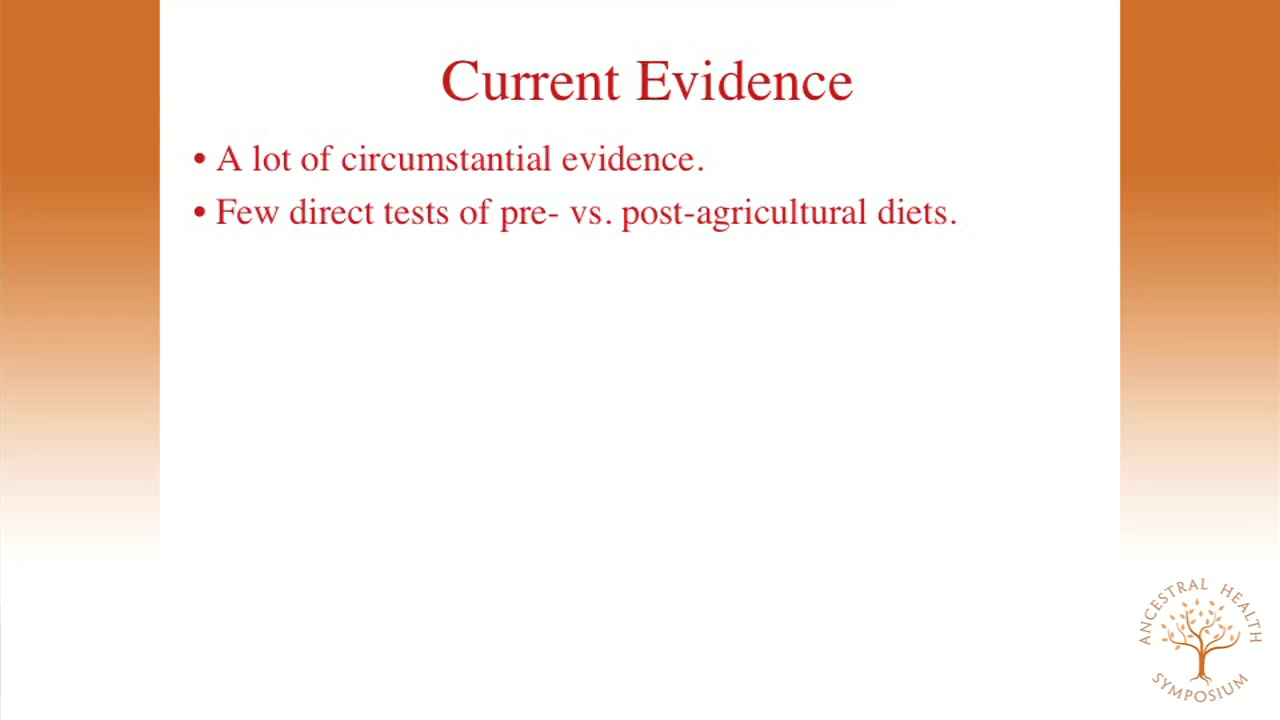 Current Evidence
• A lot of circumstantial evidence.
• Few direct tests of pre- vs. post-agricultural diets.
ANCESTRAL HEALTH
SYMPOSIUM